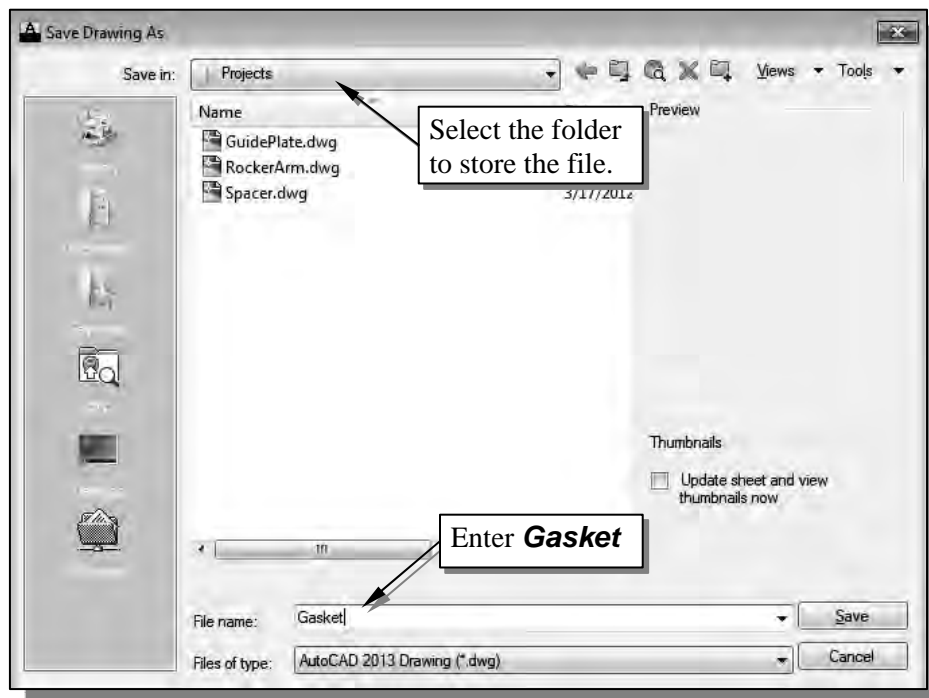 Save Drawing As
Save in:
Projects
Views
Tools
Name
Preview
GuidePlate.dwg
RockerArm.dwg
Spacer.dwg
3/17/2012
Select the folder
to store the file.
Thumbnails
Update sheet and view
thumbnails now
Enter Gasket
File name:
Gasket
Save
Files of type:
AutoCAD 2013 Drawing (*.dwg)
Cancel